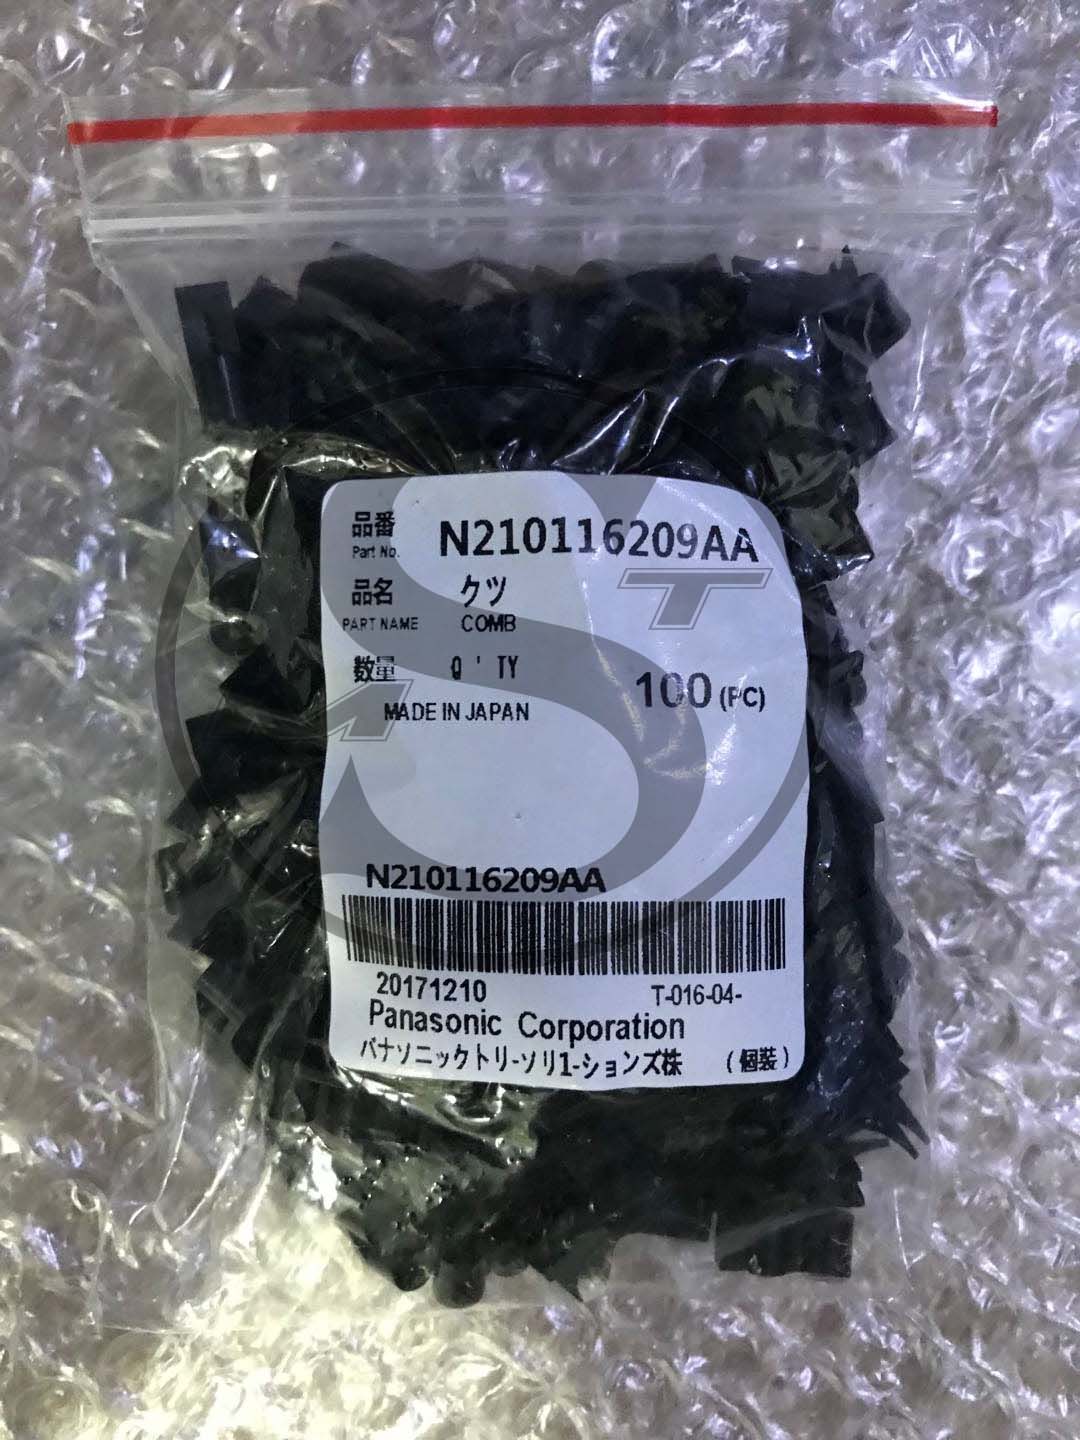 品番 N210116209AA
Part No.
品名 クツ
PART NAME COMB
数量 Q ' TY 100 (PC)
MADE IN JAPAN
N210116209AA
20171210 T-016-04-
Panasonic Corporation
パナソニックトリ-ソリ1-ションズ株 (個装)
S
T